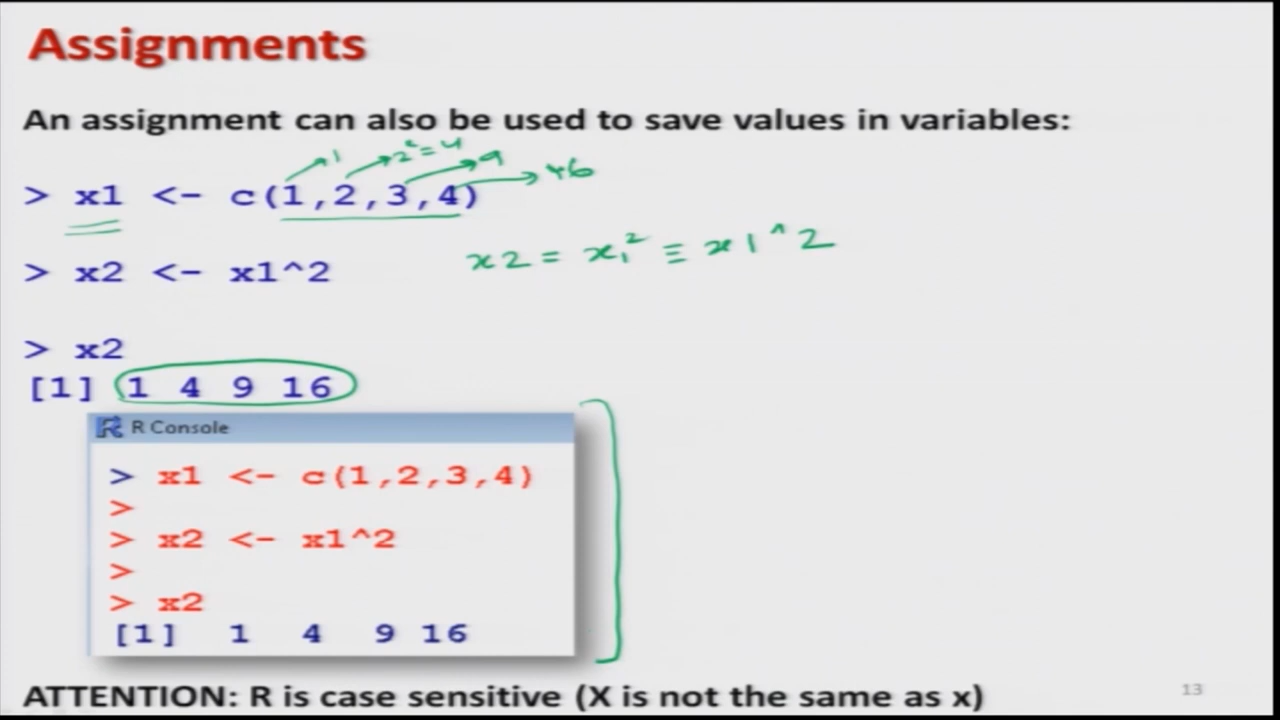 Assignments
An assignment can also be used to save values in variables:
1 2²=4 9 16
> x1 <- c(1,2,3,4)
x2 = x₁² ≡ x1^2
> x2 <- x1^2
> x2
[1] 1 4 9 16
R Console
> x1 <- c(1,2,3,4)
>
> x2 <- x1^2
>
> x2
[1] 1 4 9 16
ATTENTION: R is case sensitive (X is not the same as x)
13